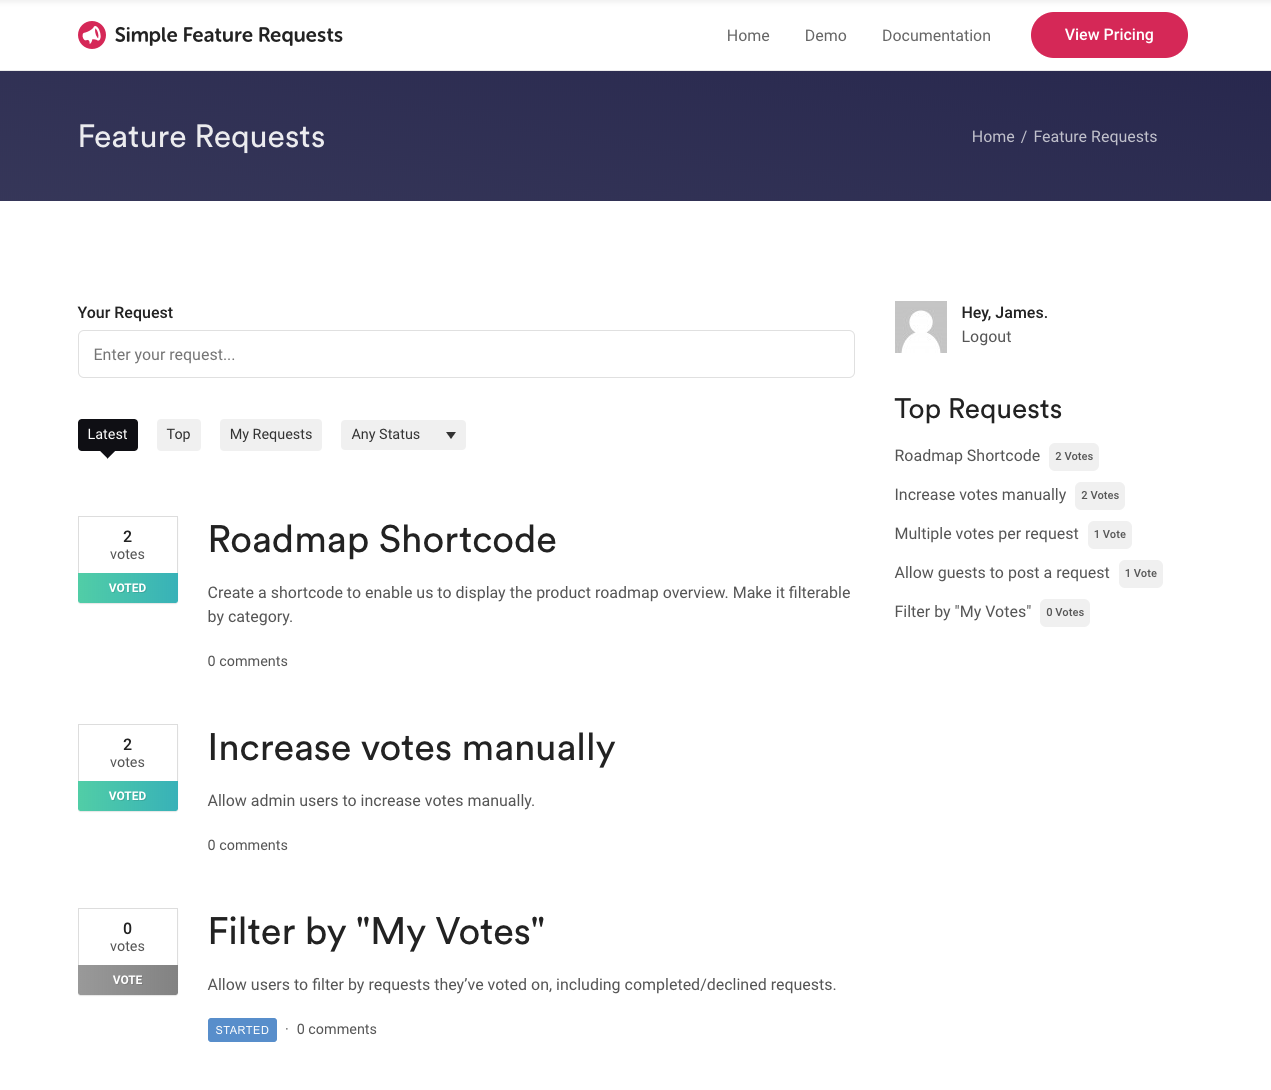 Simple Feature Requests
Home Demo Documentation View Pricing
Feature Requests
Home / Feature Requests
Your Request
Enter your request...
Latest Top My Requests Any Status
2
votes
VOTED
Roadmap Shortcode
Create a shortcode to enable us to display the product roadmap overview. Make it filterable
by category.
0 comments
2
votes
VOTED
Increase votes manually
Allow admin users to increase votes manually.
0 comments
0
votes
VOTE
Filter by "My Votes"
Allow users to filter by requests they’ve voted on, including completed/declined requests.
STARTED · 0 comments
Hey, James.
Logout
Top Requests
Roadmap Shortcode 2 Votes
Increase votes manually 2 Votes
Multiple votes per request 1 Vote
Allow guests to post a request 1 Vote
Filter by "My Votes" 0 Votes